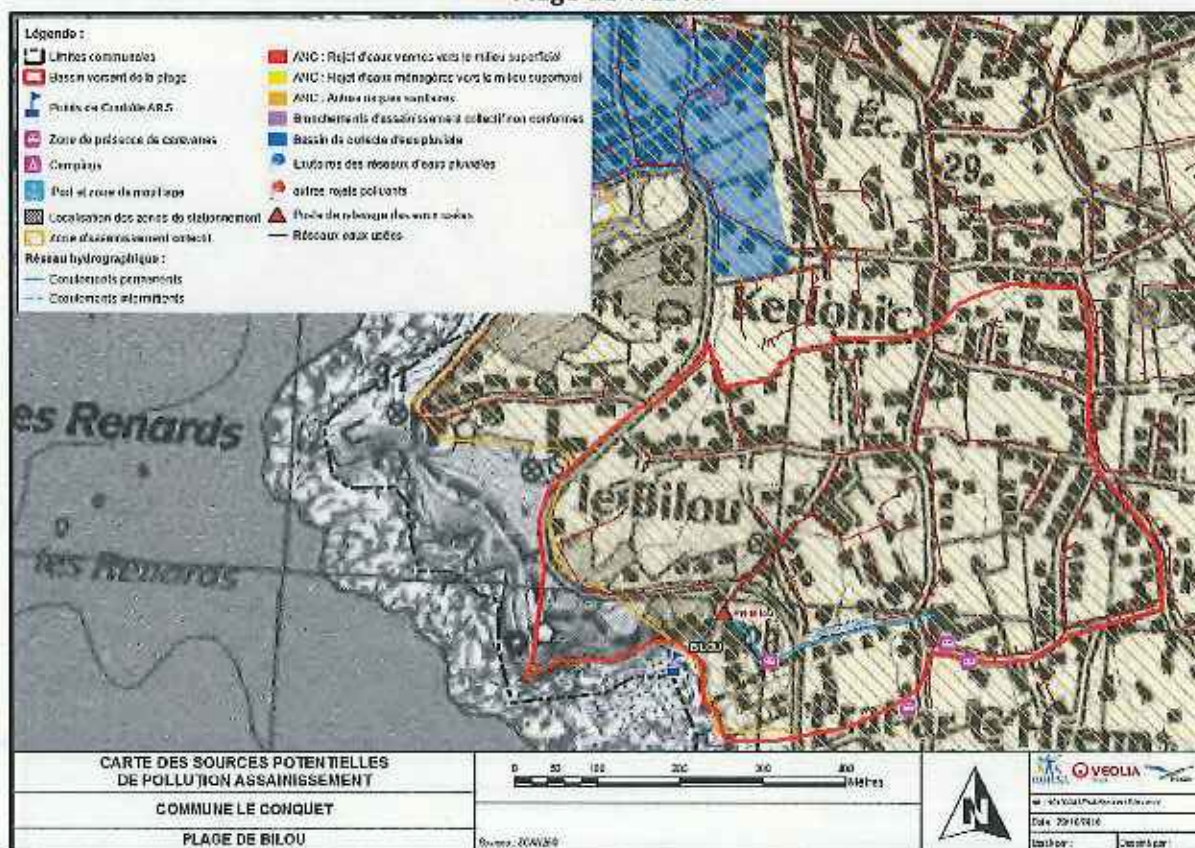 Légende :
Limites communales
Bassin versant de la plage
Points de Contrôle ARS
Zone de présence de caravanes
Campings
Port et zone de mouillage
Localisation des zones de stationnement
Zone d'assainissement collectif
Réseau hydrographique :
Ecoulements permanents
Ecoulements intermittents
ANC : Rejet d'eaux vannes vers le milieu superficiel
ANC : Rejet d'eaux ménagères vers le milieu superficiel
ANC : Autres risques sanitaires
Branchements d'assainissement collectif non conformes
Bassin de collecte d'eau pluviale
Exutoires des réseaux d'eaux pluviales
autres rejets polluants
Poste de relevage des eaux usées
Réseaux eaux usées
Ec.
29
Kerlohic
31
es Renards
le Bilou
les Renards
BILOU
CARTE DES SOURCES POTENTIELLES
DE POLLUTION ASSAINISSEMENT
COMMUNE LE CONQUET
PLAGE DE BILOU
0 50 100 200 300 400
Mètres
N
VEOLIA